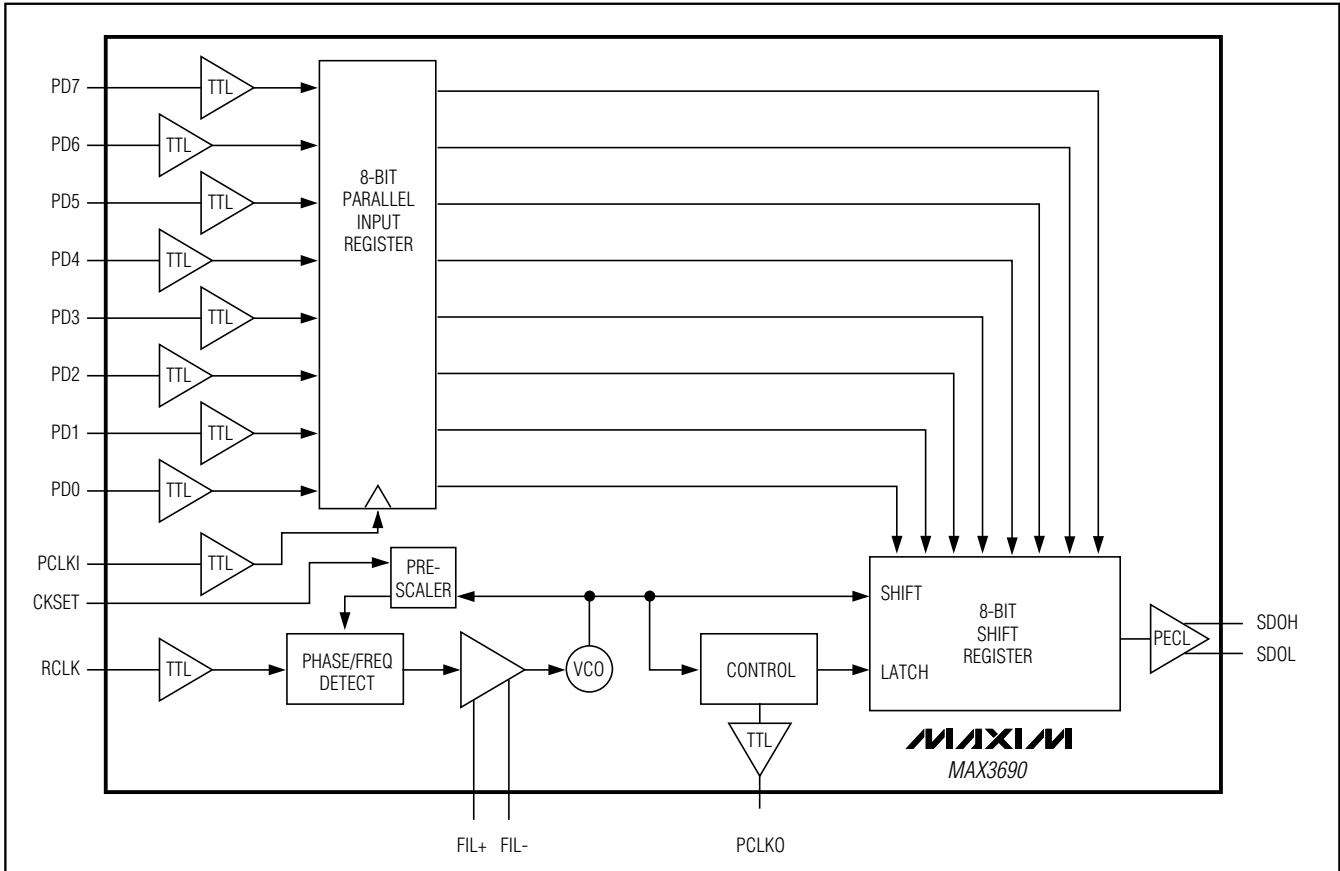 PD7
TTL
PD6
TTL
PD5
TTL
PD4
TTL
PD3
TTL
PD2
TTL
PD1
TTL
PD0
TTL
8-BIT
PARALLEL
INPUT
REGISTER
PCLKI
TTL
CKSET
PRE-
SCALER
RCLK
TTL
PHASE/FREQ
DETECT
VCO
CONTROL
TTL
SHIFT
LATCH
8-BIT
SHIFT
REGISTER
PECL
SDOH
SDOL
MAXIM
MAX3690
FIL+ FIL-
PCLKO